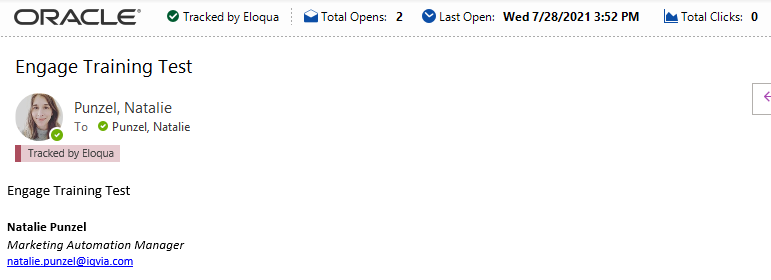 ORACLE® Tracked by Eloqua Total Opens: 2 Last Open: Wed 7/28/2021 3:52 PM Total Clicks: 0
Engage Training Test
Punzel, Natalie
To Punzel, Natalie
Tracked by Eloqua
Engage Training Test
Natalie Punzel
Marketing Automation Manager
natalie.punzel@iqvia.com